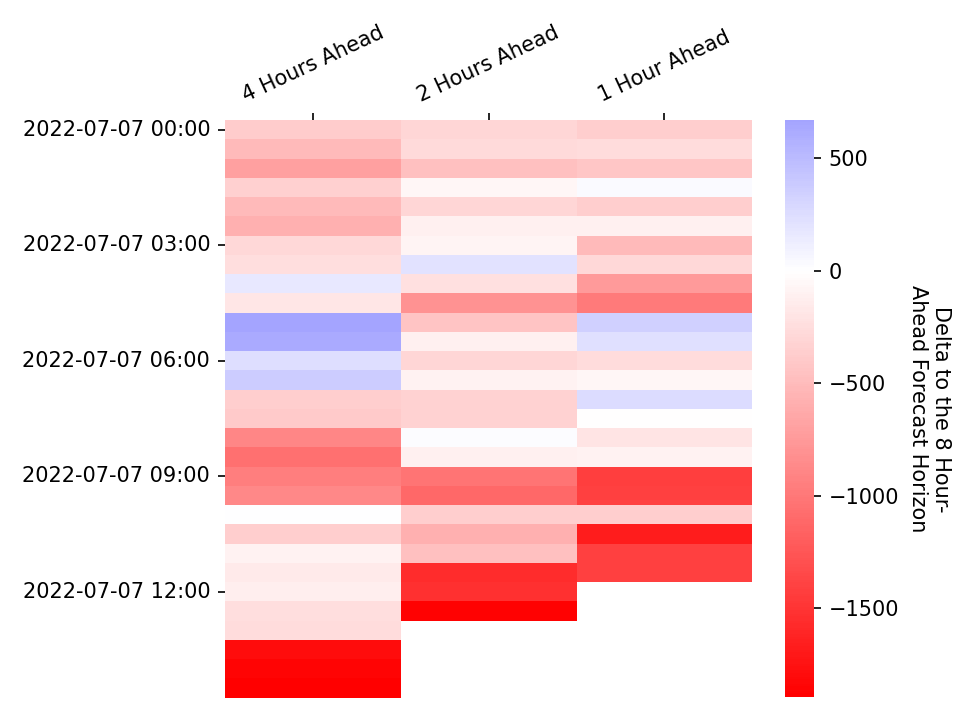 4 Hours Ahead
2 Hours Ahead
1 Hour Ahead
2022-07-07 00:00
2022-07-07 03:00
2022-07-07 06:00
2022-07-07 09:00
2022-07-07 12:00
500
0
−500
−1000
−1500
Delta to the 8 Hour-
Ahead Forecast Horizon